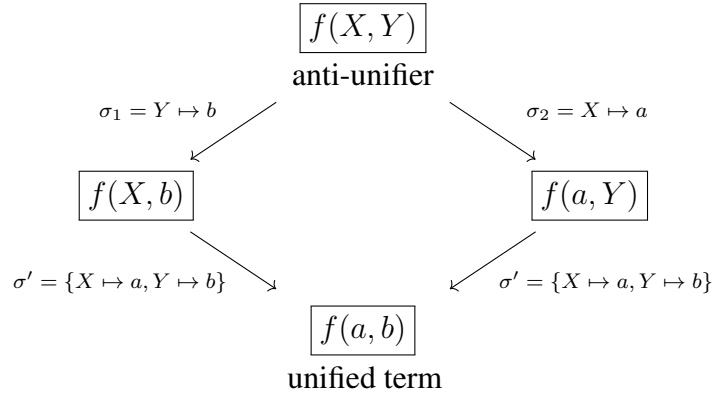 f(X, Y)
anti-unifier
σ₁ = Y ↦ b
σ₂ = X ↦ a
f(X, b)
f(a, Y)
σ′ = {X ↦ a, Y ↦ b}
σ′ = {X ↦ a, Y ↦ b}
f(a, b)
unified term